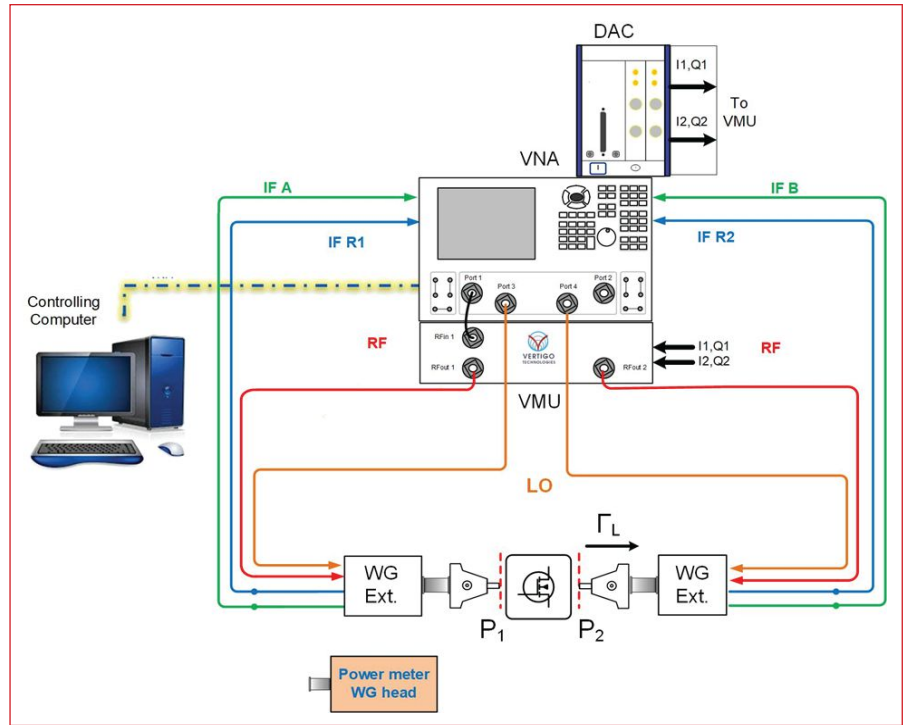 DAC
I1,Q1
I2,Q2
To
VMU
VNA
IF A
IF B
IF R1
IF R2
Port 1
Port 3
Port 4
Port 2
Controlling
Computer
RF
RFin 1
RFout 1
VERTIGO
TECHNOLOGIES
RFout 2
I1,Q1
I2,Q2
RF
VMU
LO
ΓL
WG
Ext.
WG
Ext.
P1
P2
Power meter
WG head